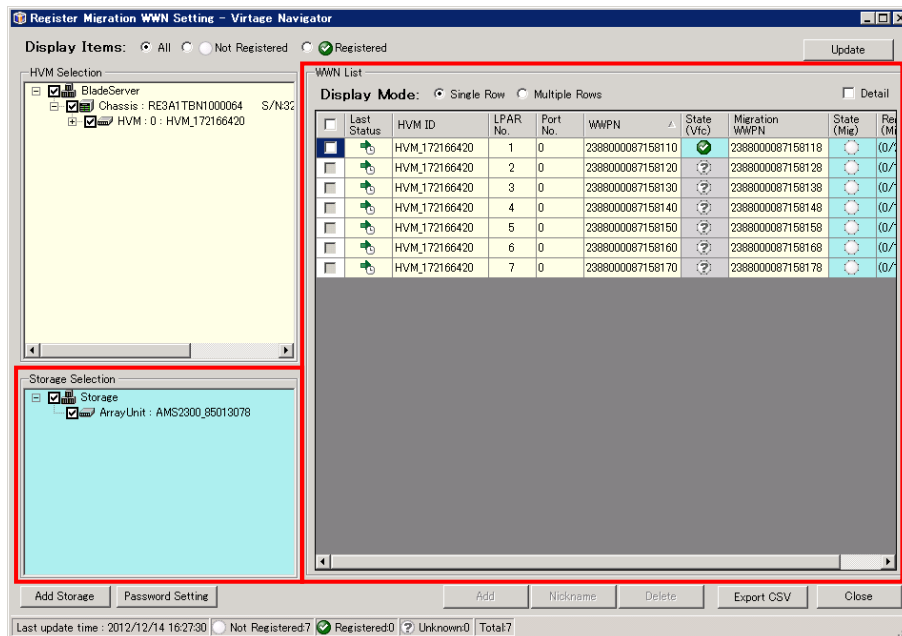 Register Migration WWN Setting - Virtage Navigator
Display Items: All Not Registered Registered
Update
HVM Selection
BladeServer
Chassis : RE3A1TBN1000064 S/N:32
HVM : 0 : HVM_172166420
Storage Selection
Storage
ArrayUnit : AMS2300_85013078
WWN List
Display Mode: Single Row Multiple Rows Detail
Last Status HVM ID LPAR No. Port No. WWPN State (Vfc) Migration WWPN State (Mig)
HVM_172166420 1 0 2388000087158110 2388000087158118
HVM_172166420 2 0 2388000087158120 ? 2388000087158128
HVM_172166420 3 0 2388000087158130 ? 2388000087158138
HVM_172166420 4 0 2388000087158140 ? 2388000087158148
HVM_172166420 5 0 2388000087158150 ? 2388000087158158
HVM_172166420 6 0 2388000087158160 ? 2388000087158168
HVM_172166420 7 0 2388000087158170 ? 2388000087158178
Add Storage Password Setting Add Nickname Delete Export CSV Close
Last update time : 2012/12/14 16:27:30 Not Registered:7 Registered:0 ? Unknown:0 Total:7